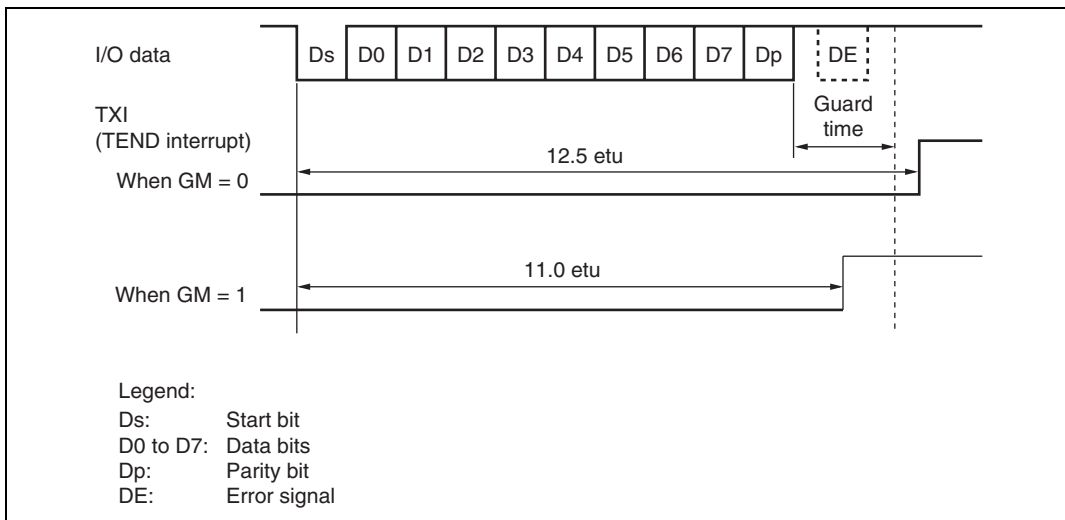 I/O data
Ds D0 D1 D2 D3 D4 D5 D6 D7 Dp DE
TXI
(TEND interrupt)
Guard
time
12.5 etu
When GM = 0
11.0 etu
When GM = 1
Legend:
Ds: Start bit
D0 to D7: Data bits
Dp: Parity bit
DE: Error signal